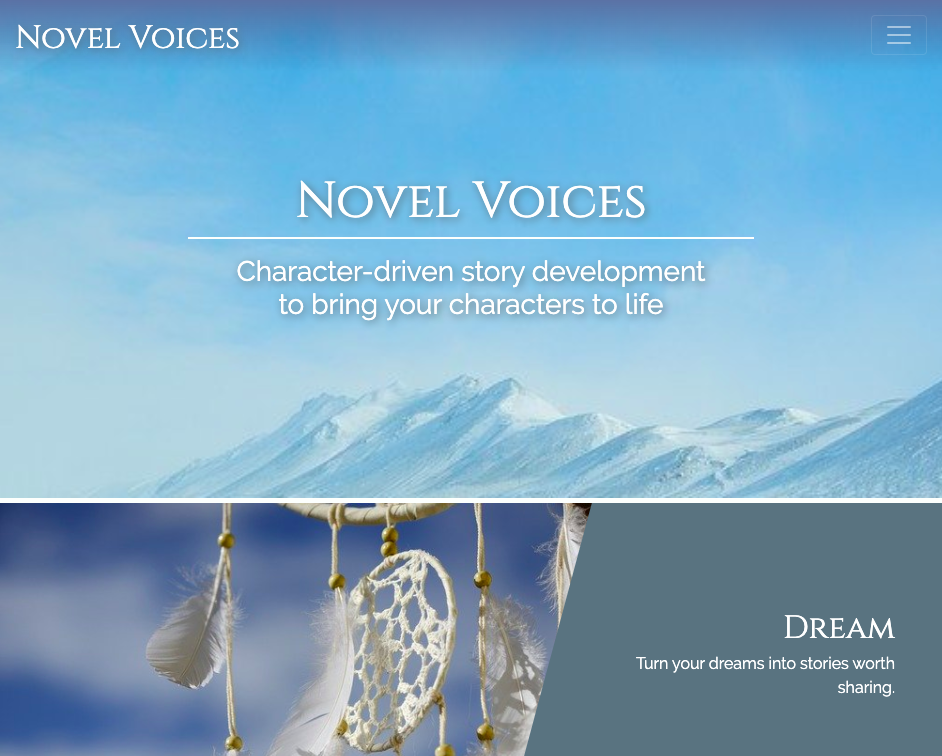 Novel Voices
Novel Voices
Character-driven story development
to bring your characters to life
Dream
Turn your dreams into stories worth
sharing.